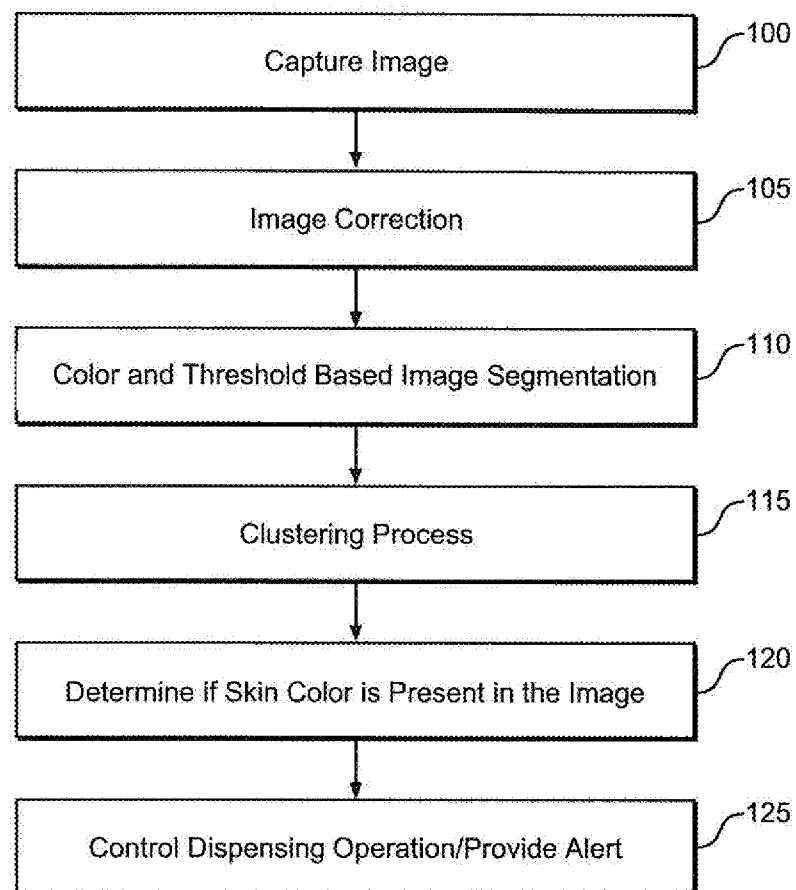 Capture Image
100
Image Correction
105
Color and Threshold Based Image Segmentation
110
Clustering Process
115
Determine if Skin Color is Present in the Image
120
Control Dispensing Operation/Provide Alert
125